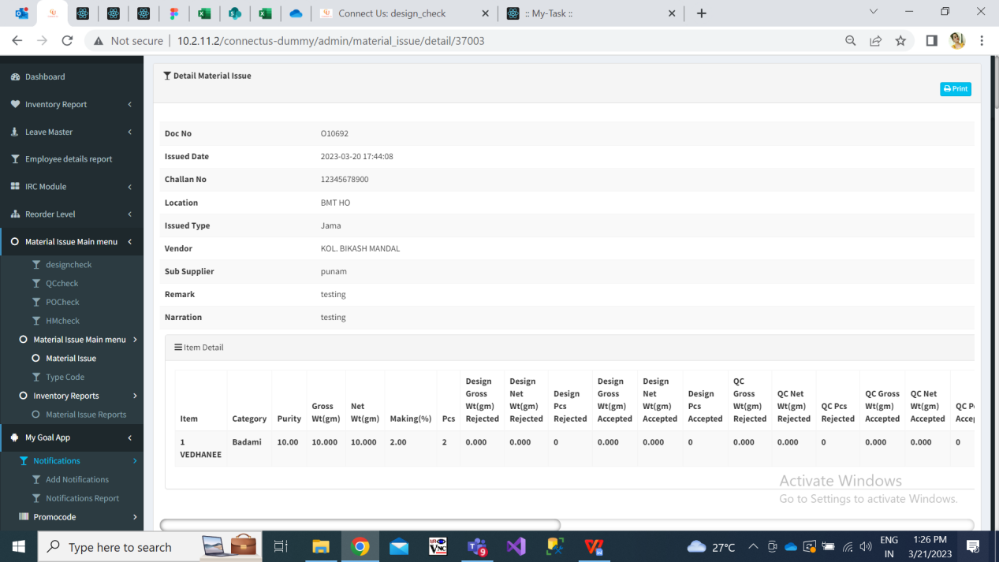 Connect Us: design_check
:: My-Task ::
Not secure
10.2.11.2/connectus-dummy/admin/material_issue/detail/37003
Dashboard
Inventory Report
Leave Master
Employee details report
IRC Module
Reorder Level
Material Issue Main menu
designcheck
QCcheck
POCheck
HMcheck
Material Issue Main menu
Material Issue
Type Code
Inventory Reports
Material Issue Reports
My Goal App
Notifications
Add Notifications
Notifications Report
Promocode
Detail Material Issue
Print
Doc No O10692
Issued Date 2023-03-20 17:44:08
Challan No 12345678900
Location BMT HO
Issued Type Jama
Vendor KOL. BIKASH MANDAL
Sub Supplier punam
Remark testing
Narration testing
Item Detail
Design Design Design Design QC
Gross Net Design Gross Net Design Gross QC Net QC Gross QC Net
Gross Net Wt(gm) Wt(gm) Pcs Wt(gm) Wt(gm) Pcs Wt(gm) Wt(gm) QC Pcs Wt(gm) Wt(gm)
Item Category Purity Wt(gm) Wt(gm) Making(%) Pcs Rejected Rejected Rejected Accepted Accepted Accepted Rejected Rejected Rejected Accepted Accepted
1 Badami 10.00 10.000 10.000 2.00 2 0.000 0.000 0 0.000 0.000 0 0.000 0.000 0 0.000 0.000 0
VEDHANEE
Activate Windows
Go to Settings to activate Windows.
Type here to search
9
27°C
ENG
IN
1:26 PM
3/21/2023